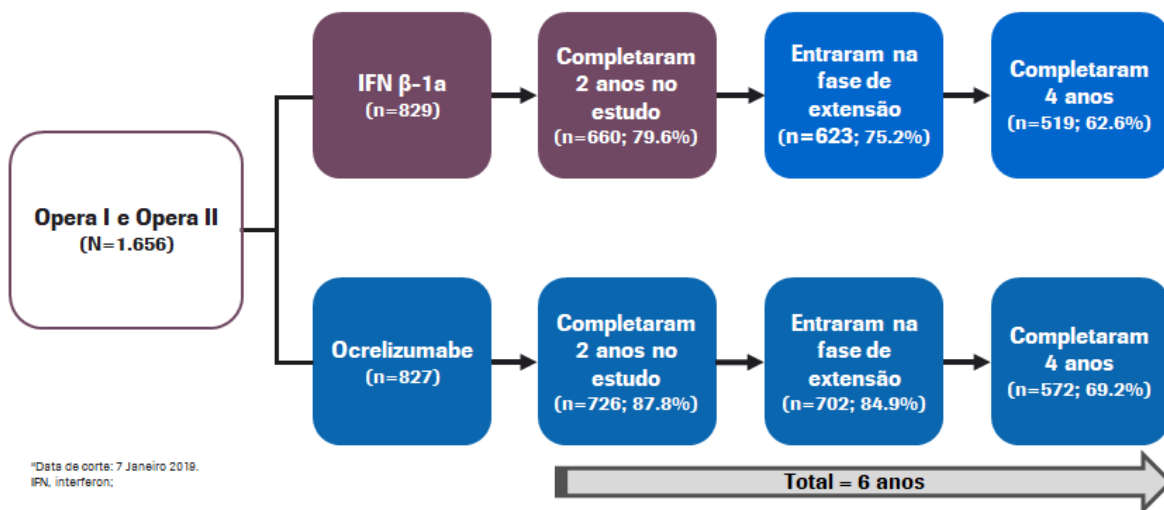 Opera I e Opera II
(N=1.656)
IFN β-1a
(n=829)
Completaram
2 anos no
estudo
(n=660; 79.6%)
Entraram na
fase de
extensão
(n=623; 75.2%)
Completaram
4 anos
(n=519; 62.6%)
Ocrelizumabe
(n=827)
Completaram
2 anos no
estudo
(n=726; 87.8%)
Entraram na
fase de
extensão
(n=702; 84.9%)
Completaram
4 anos
(n=572; 69.2%)
*Data de corte: 7 Janeiro 2019.
IFN, interferon;
Total = 6 anos